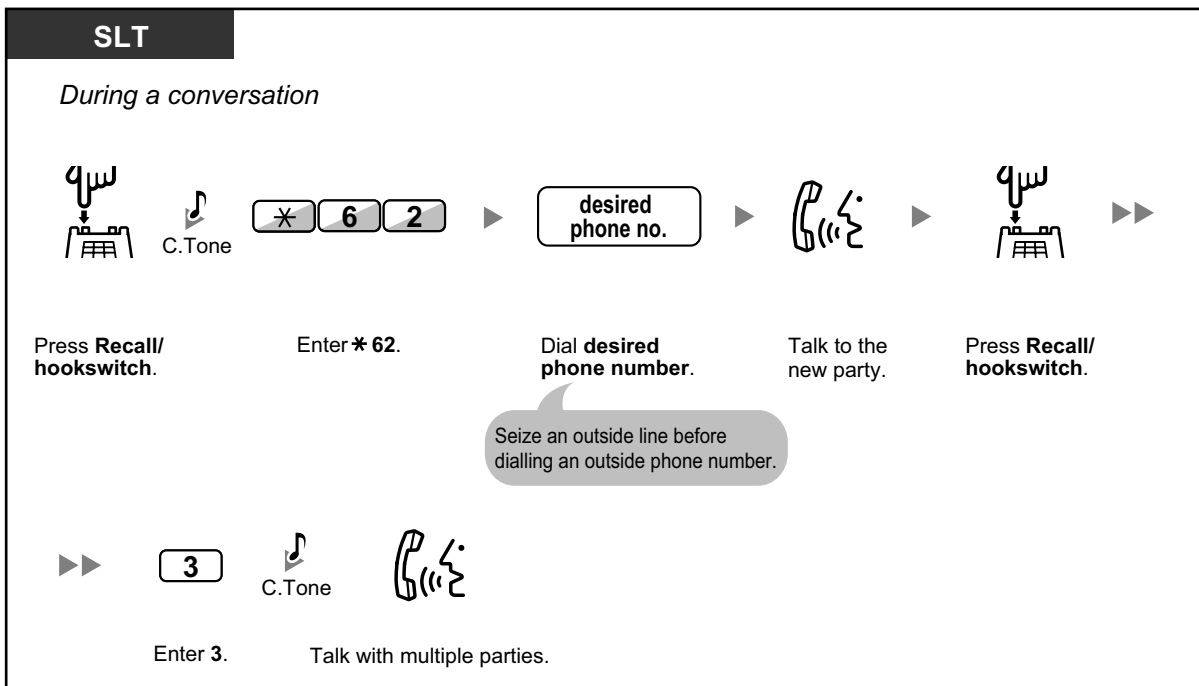 SLT
During a conversation
C.Tone
* 6 2
desired
phone no.
Press Recall/
hookswitch.
Enter * 62.
Dial desired
phone number.
Talk to the
new party.
Press Recall/
hookswitch.
Seize an outside line before
dialling an outside phone number.
3
C.Tone
Enter 3.
Talk with multiple parties.